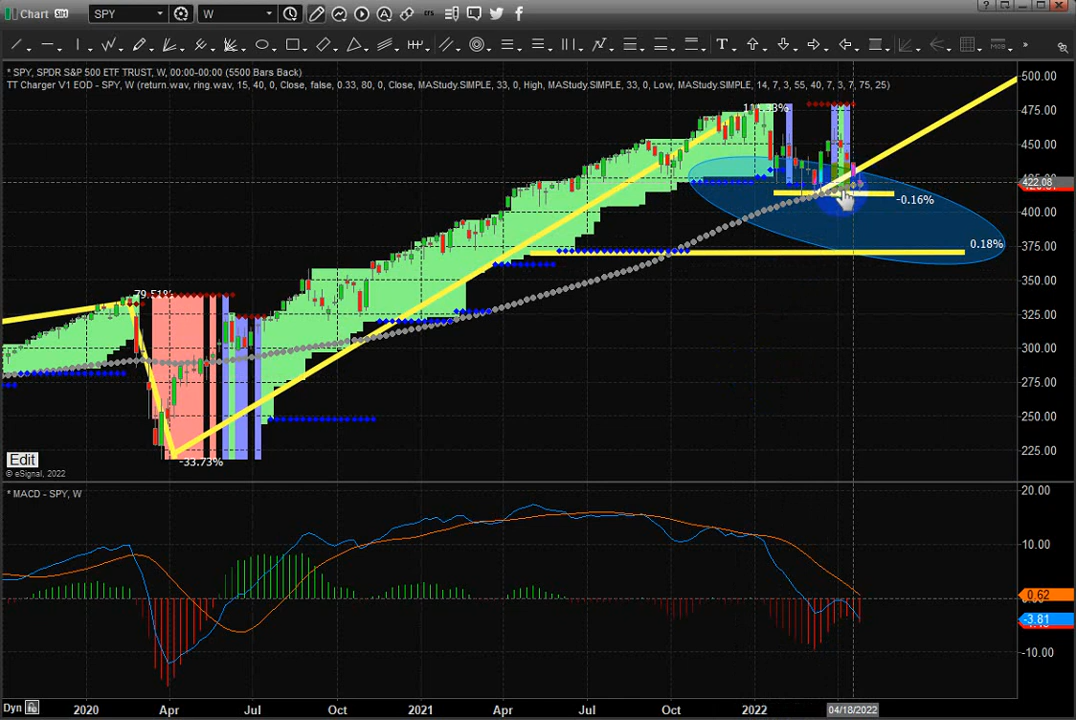 Chart
SPY
W
EFS
T
MOB
* SPY, SPDR S&P 500 ETF TRUST, W, 00:00-00:00 (5500 Bars Back)
TT Charger V1 EOD - SPY, W (return.wav, ring.wav, 15, 40, 0, Close, false, 0.33, 80, 0, Close, MAStudy.SIMPLE, 33, 0, High, MAStudy.SIMPLE, 33, 0, Low, MAStudy.SIMPLE, 14, 7, 3, 55, 40, 7, 3, 7, 75, 25)
500.00
475.00
450.00
422.08
400.00
375.00
350.00
325.00
300.00
275.00
250.00
225.00
-0.16%
0.18%
79.51%
-33.73%
Edit
© eSignal, 2022
* MACD - SPY, W
20.00
10.00
0.62
-3.81
-10.00
Dyn
2020
Apr
Jul
Oct
2021
Apr
Jul
Oct
2022
04/18/2022